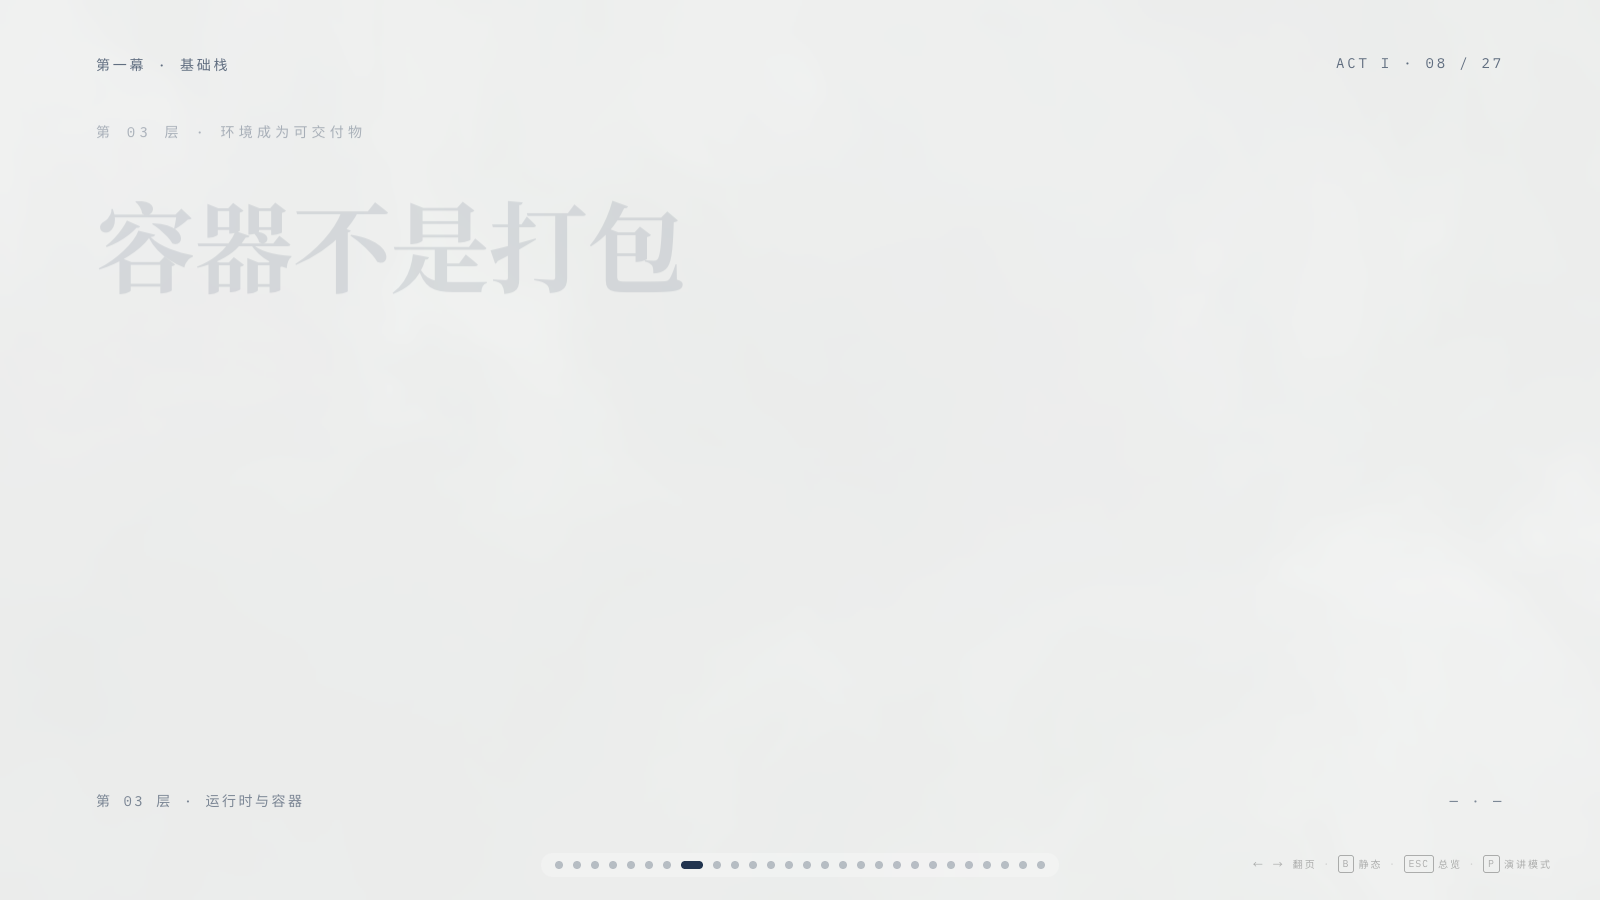 第一幕 · 基础栈
ACT I · 08 / 27
第 03 层 · 环境成为可交付物
容器不是打包
第 03 层 · 运行时与容器
— · —
← → 翻页 · B 静态 · ESC 总览 · P 演讲模式